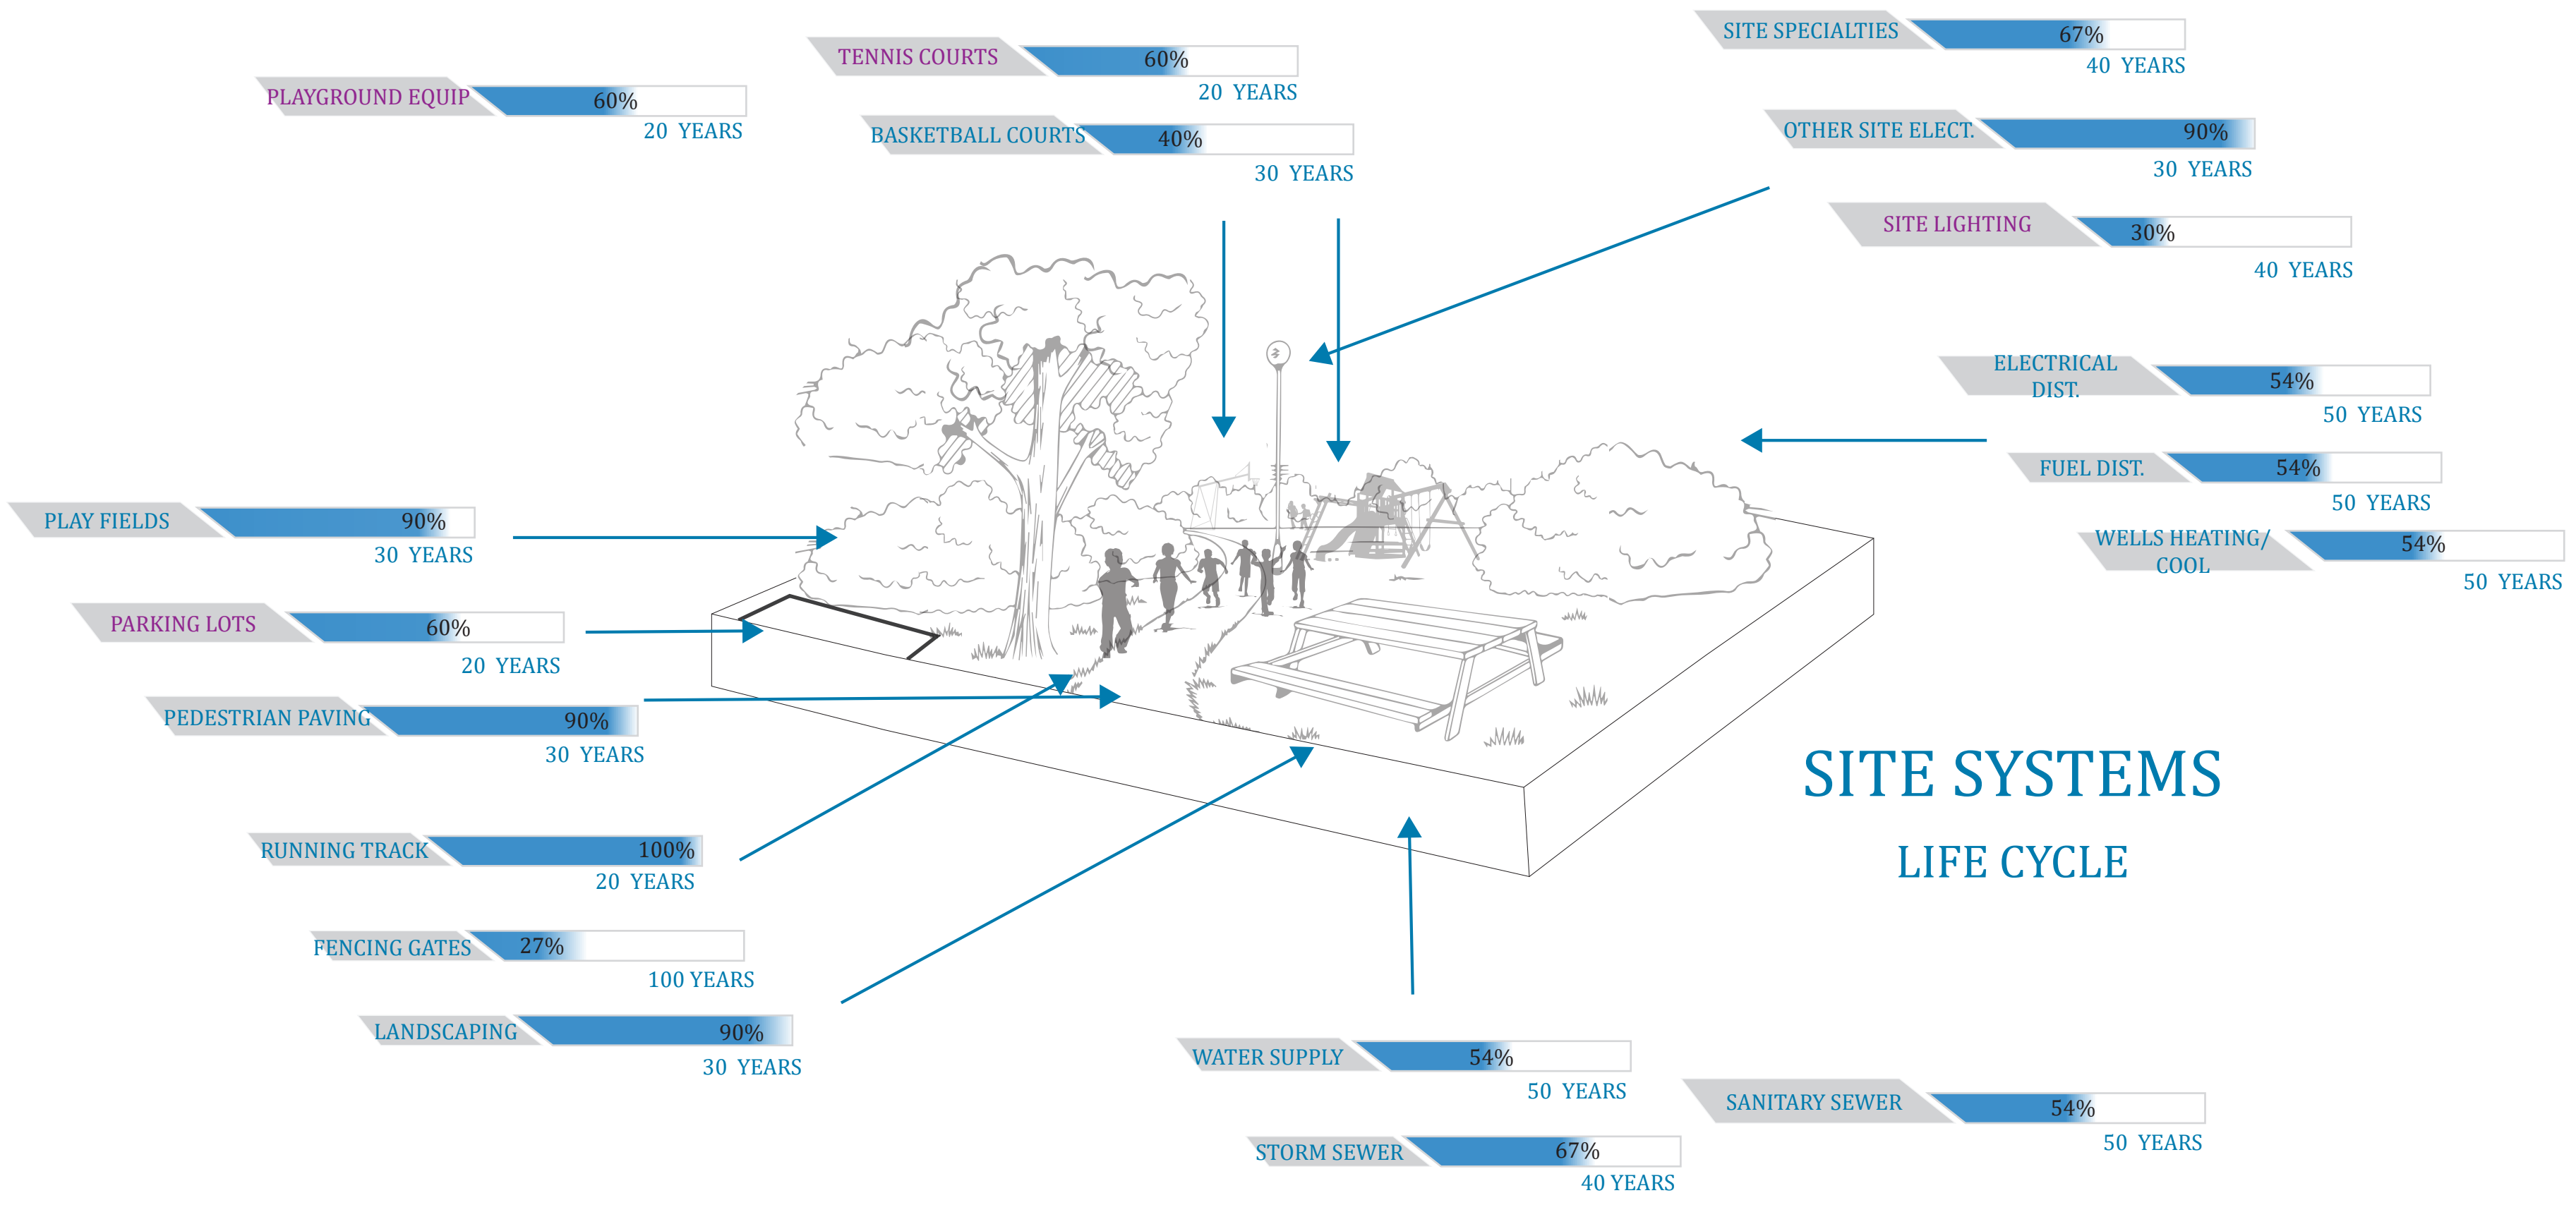 PLAYGROUND EQUIP
60%
20 YEARS
TENNIS COURTS
60%
20 YEARS
BASKETBALL COURTS
40%
30 YEARS
SITE SPECIALTIES
67%
40 YEARS
OTHER SITE ELECT.
90%
30 YEARS
SITE LIGHTING
30%
40 YEARS
ELECTRICAL
DIST.
54%
50 YEARS
FUEL DIST.
54%
50 YEARS
WELLS HEATING/
COOL
54%
50 YEARS
PLAY FIELDS
90%
30 YEARS
PARKING LOTS
60%
20 YEARS
PEDESTRIAN PAVING
90%
30 YEARS
RUNNING TRACK
100%
20 YEARS
FENCING GATES
27%
100 YEARS
LANDSCAPING
90%
30 YEARS
SITE SYSTEMS
LIFE CYCLE
WATER SUPPLY
54%
50 YEARS
STORM SEWER
67%
40 YEARS
SANITARY SEWER
54%
50 YEARS